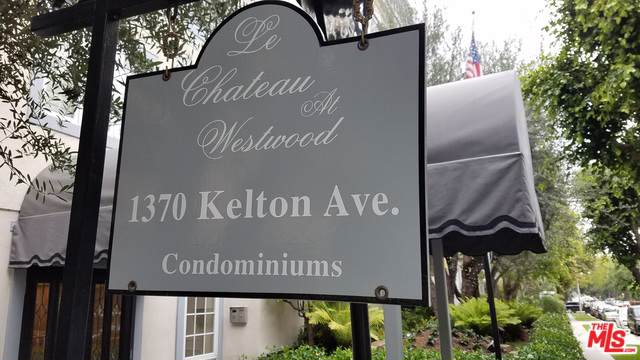 Le
Chateau
At
Westwood
1370 Kelton Ave.
Condominiums
THE
MLS